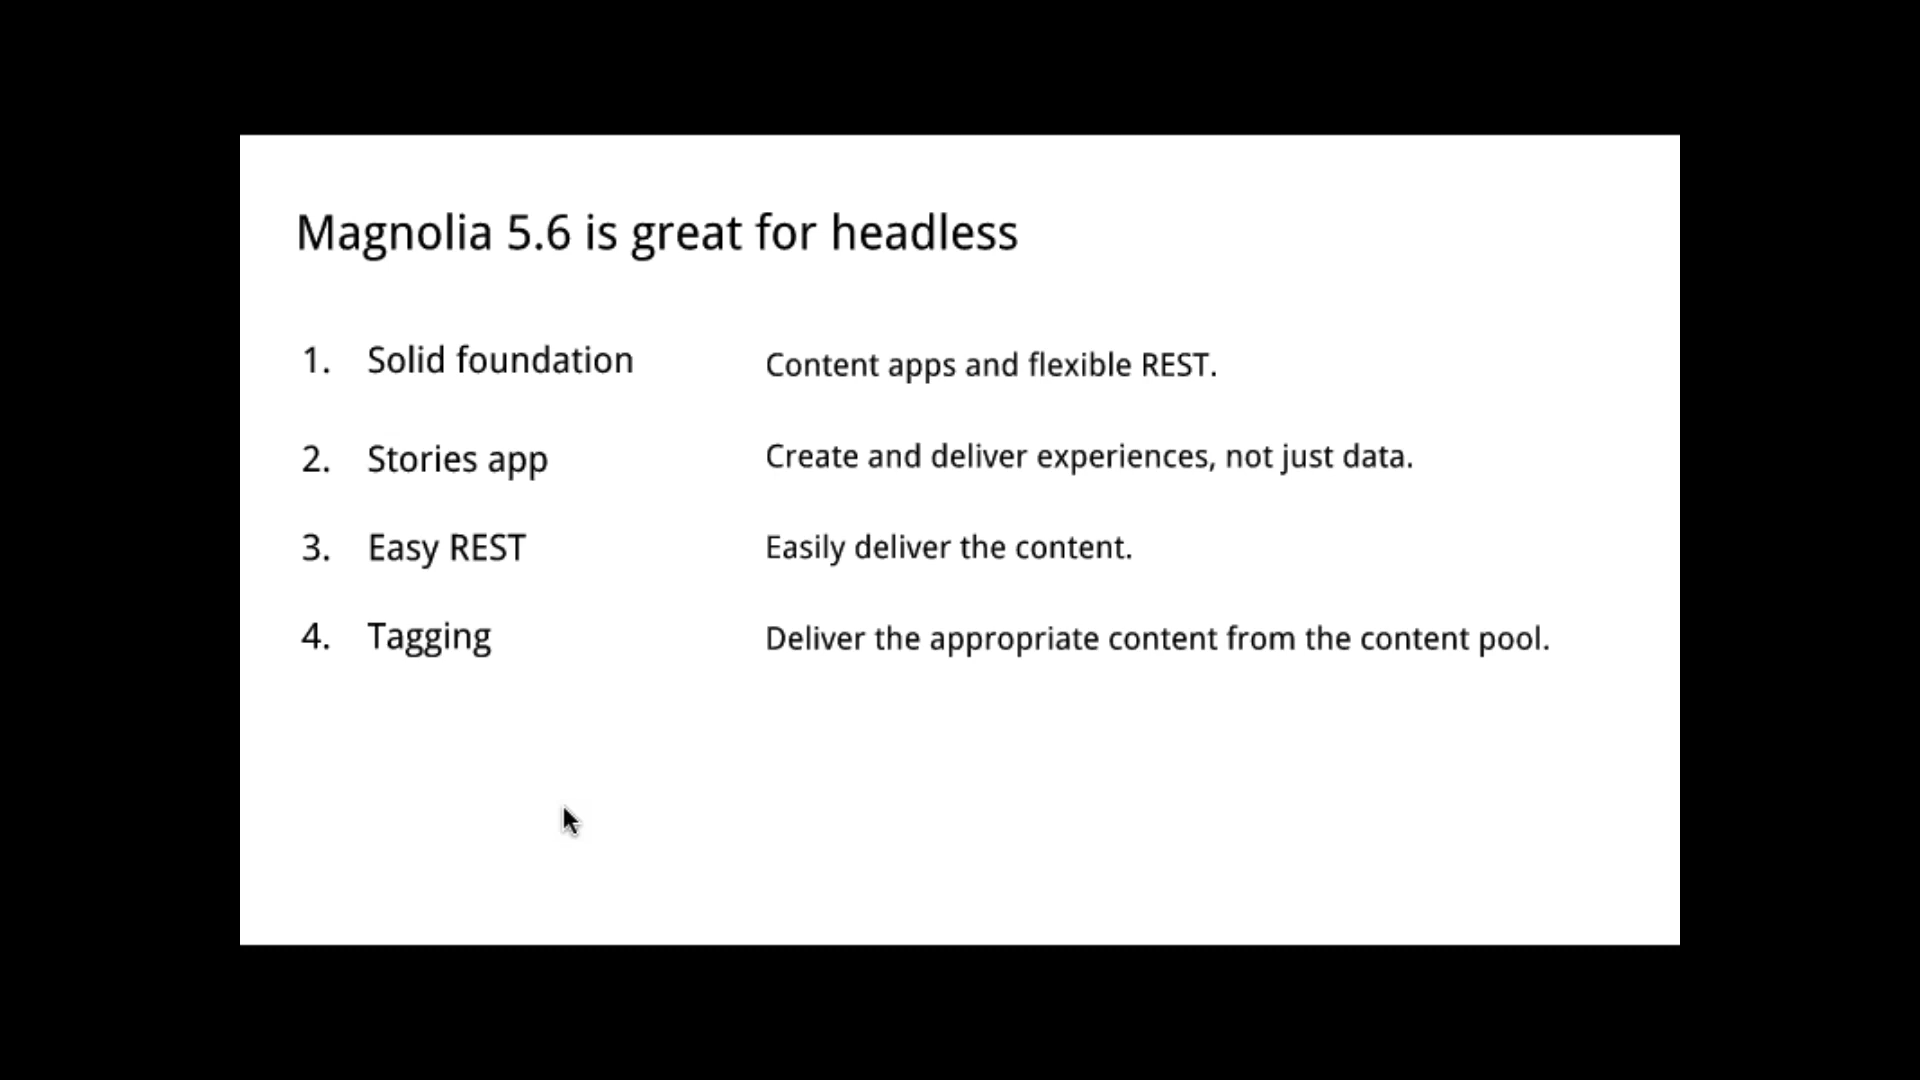 Magnolia 5.6 is great for headless
1. Solid foundation Content apps and flexible REST.
2. Stories app Create and deliver experiences, not just data.
3. Easy REST Easily deliver the content.
4. Tagging Deliver the appropriate content from the content pool.